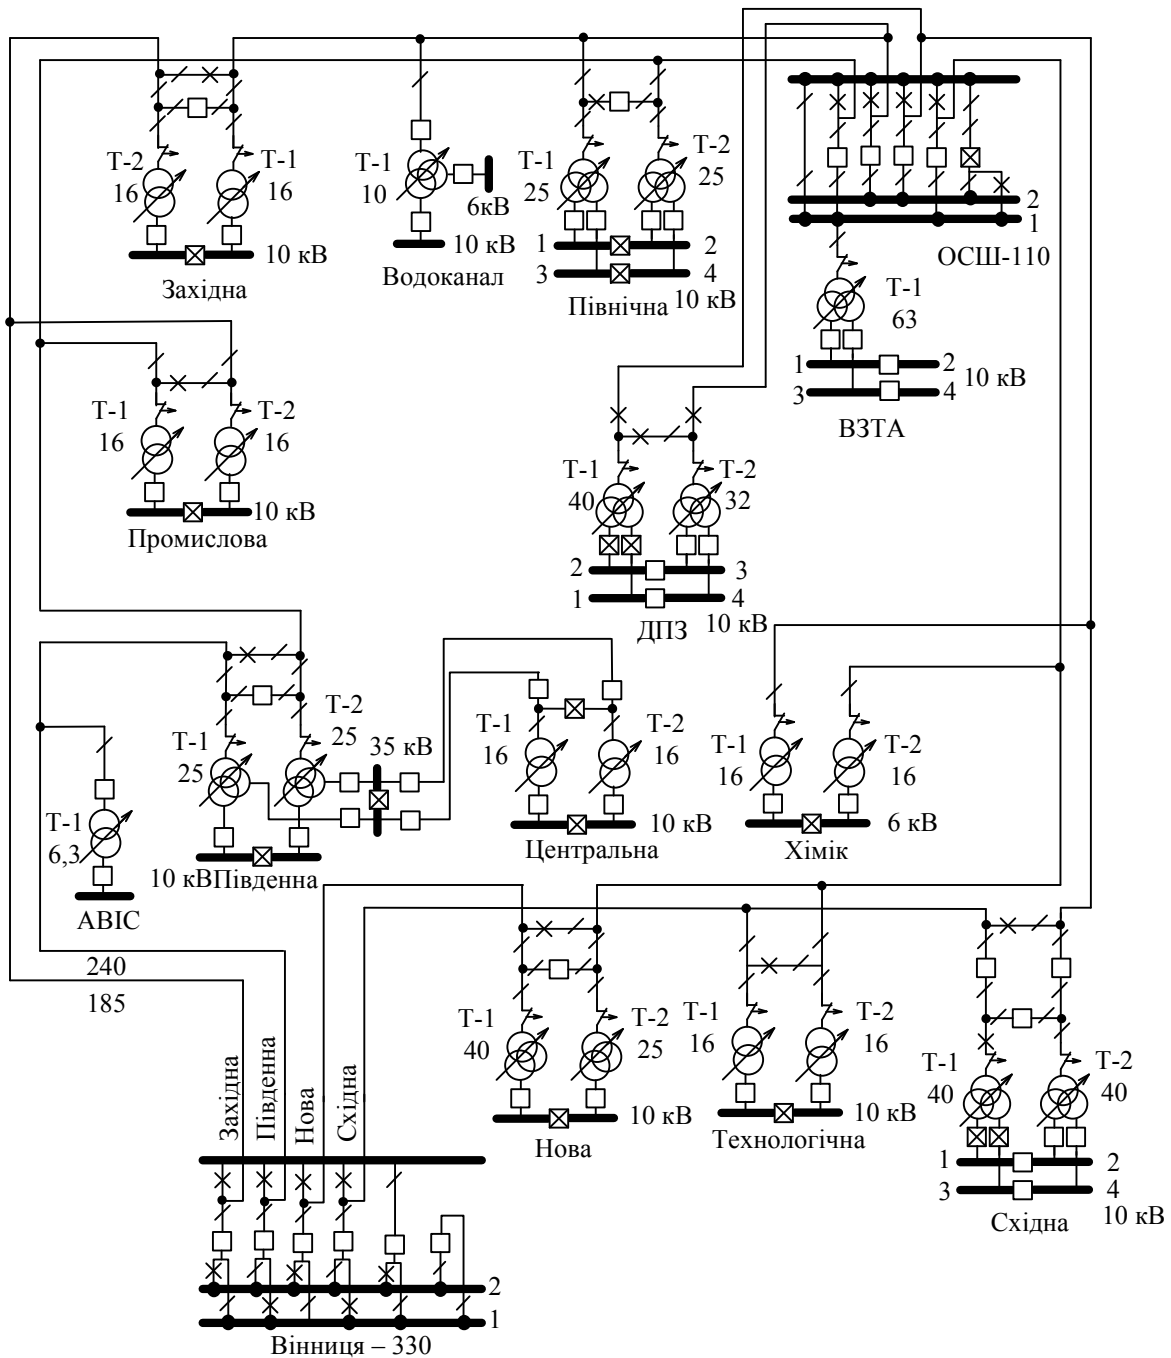 Т-2
16
Т-1
16
10 кВ
Західна
Т-1
10
6кВ
10 кВ
Водоканал
Т-1
25
Т-2
25
1
2
3
4
10 кВ
Північна
2
1
ОСШ-110
Т-1
63
1
2
3
4
10 кВ
ВЗТА
Т-1
16
Т-2
16
10 кВ
Промислова
Т-1
40
Т-2
32
2
3
1
4
10 кВ
ДПЗ
Т-1
25
Т-2
25
35 кВ
10 кВ
Південна
Т-1
6,3
АВІС
Т-1
16
Т-2
16
10 кВ
Центральна
Т-1
16
Т-2
16
6 кВ
Хімік
240
185
Західна
Південна
Нова
Східна
Т-1
40
Т-2
25
10 кВ
Нова
Т-1
16
Т-2
16
10 кВ
Технологічна
Т-1
40
Т-2
40
1
2
3
4
10 кВ
Східна
2
1
Вінниця – 330